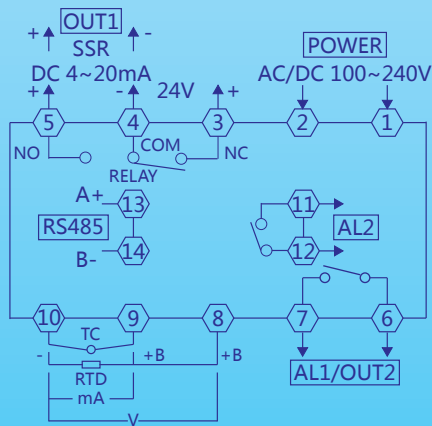 OUT1
+ -
SSR
POWER
DC 4~20mA
AC/DC 100~240V
+ - 24V +
5 4 3 2 1
NO COM NC
RELAY
A+ 13 11
RS485 AL2
B- 14 12
10 9 8 7 6
TC
- +B +B
RTD
AL1/OUT2
mA
V